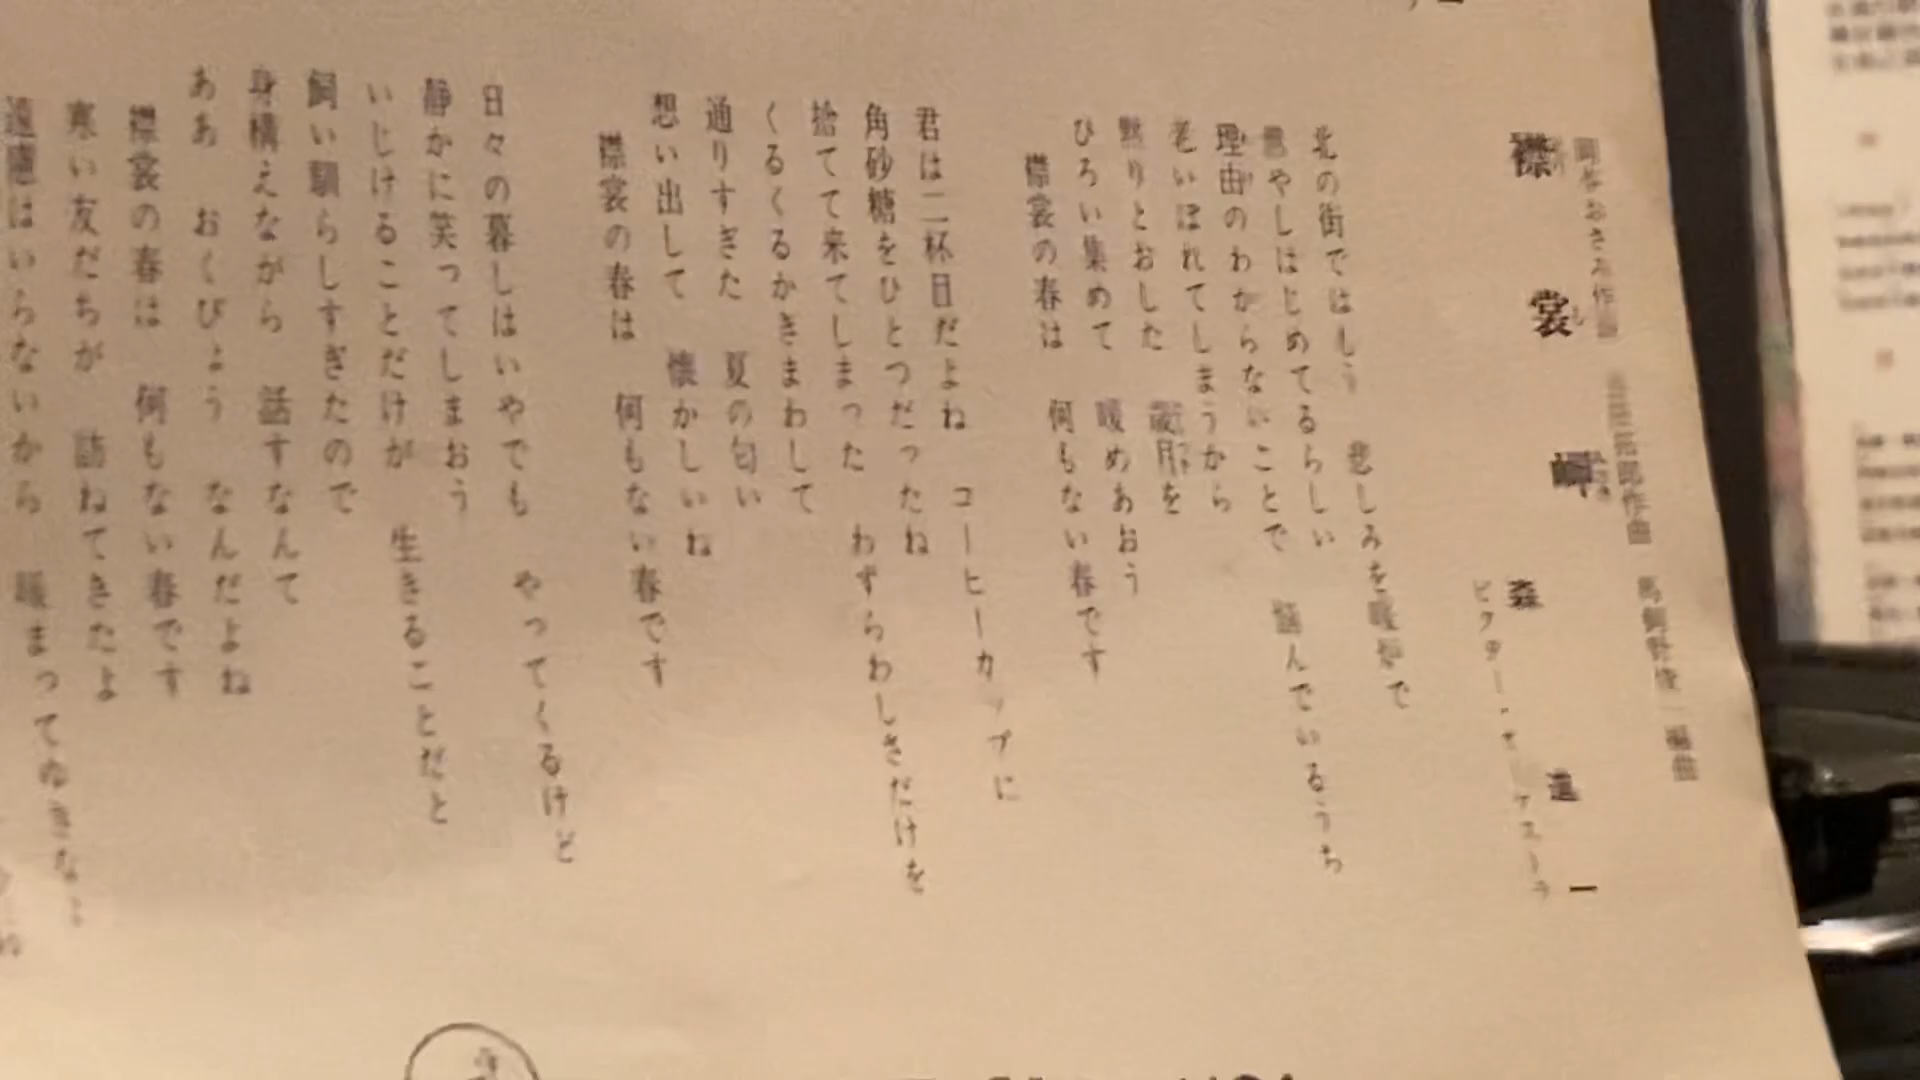 岡本おさみ作詞 吉田拓郎作曲 馬飼野俊一編曲
襟裳岬
森進一
ビクター・オーケストラ
北の街ではもう 悲しみを暖炉で
燃やしはじめてるらしい
理由のわからないことで 悩んでいるうち
老いぼれてしまうから
黙りとおした 歳月を
ひろい集めて 暖めあおう
襟裳の春は 何もない春です
君は二杯目だよね コーヒーカップに
角砂糖をひとつだったね
捨てて来てしまった わずらわしさだけを
くるくるかきまわして
通りすぎた 夏の匂い
想い出して 懐かしいね
襟裳の春は 何もない春です
日々の暮しはいやでも やってくるけど
静かに笑ってしまおう
いじけることだけが 生きることだと
飼い馴らしすぎたので
身構えながら 話すなんて
ああ おくびょう なんだよね
襟裳の春は 何もない春です
寒い友だちが 訪ねてきたよ
遠慮はいらないから 暖まってゆきなよ